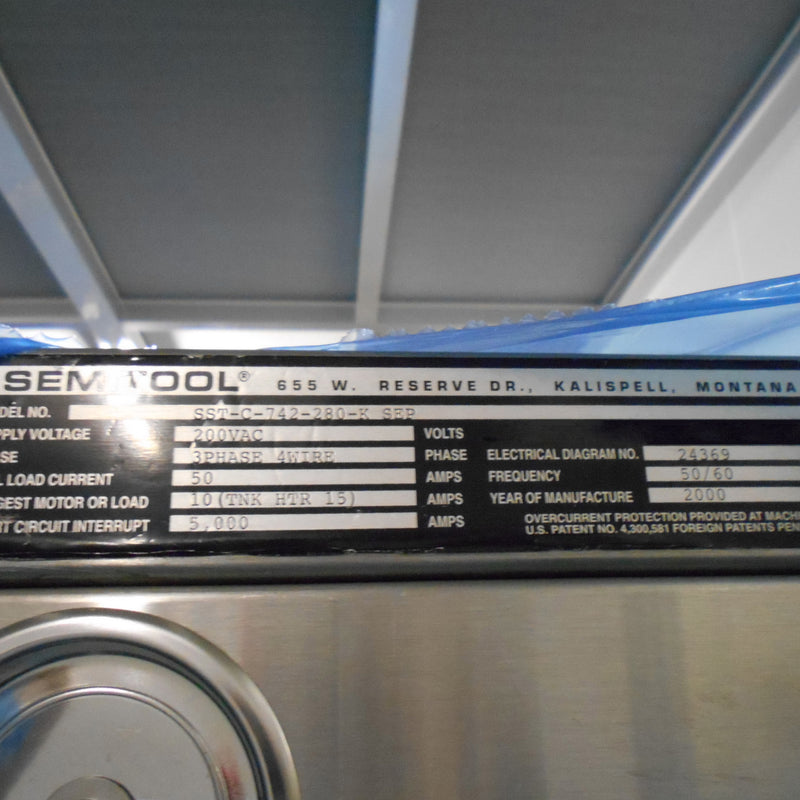 SEMITOOL® 655 W. RESERVE DR., KALISPELL, MONTANA
DEL NO. SST-C-742-280-K SEP
PLY VOLTAGE 200VAC VOLTS
SE 3PHASE 4WIRE PHASE ELECTRICAL DIAGRAM NO. 24369
L LOAD CURRENT 50 AMPS FREQUENCY 50/60
GEST MOTOR OR LOAD 10(TNK HTR 15) AMPS YEAR OF MANUFACTURE 2000
RT CIRCUIT INTERRUPT 5,000 AMPS OVERCURRENT PROTECTION PROVIDED AT MACHI
U.S. PATENT NO. 4,300,581 FOREIGN PATENTS PEN